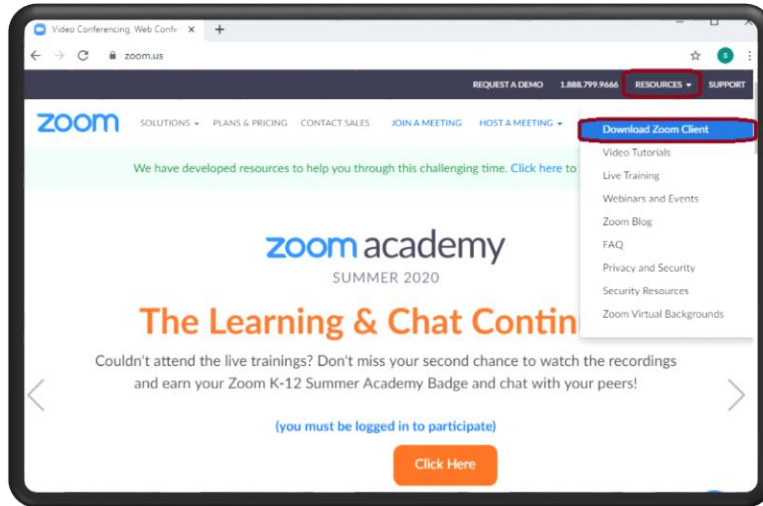 Video Conferencing, Web Confe
zoom.us
REQUEST A DEMO 1.888.799.9666 RESOURCES SUPPORT
zoom SOLUTIONS PLANS & PRICING CONTACT SALES JOIN A MEETING HOST A MEETING
Download Zoom Client
Video Tutorials
Live Training
Webinars and Events
Zoom Blog
FAQ
Privacy and Security
Security Resources
Zoom Virtual Backgrounds
We have developed resources to help you through this challenging time. Click here to
zoom academy
SUMMER 2020
The Learning & Chat Contin
Couldn't attend the live trainings? Don't miss your second chance to watch the recordings
and earn your Zoom K-12 Summer Academy Badge and chat with your peers!
(you must be logged in to participate)
Click Here